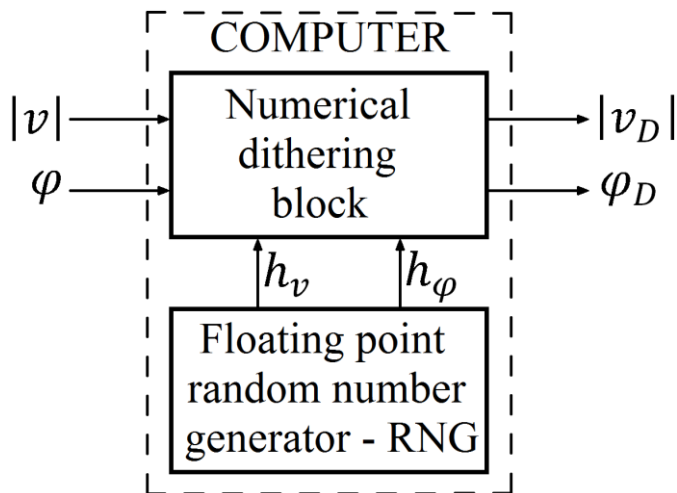 COMPUTER
|v|
φ
Numerical
dithering
block
|v_D|
φ_D
h_v
h_φ
Floating point
random number
generator - RNG